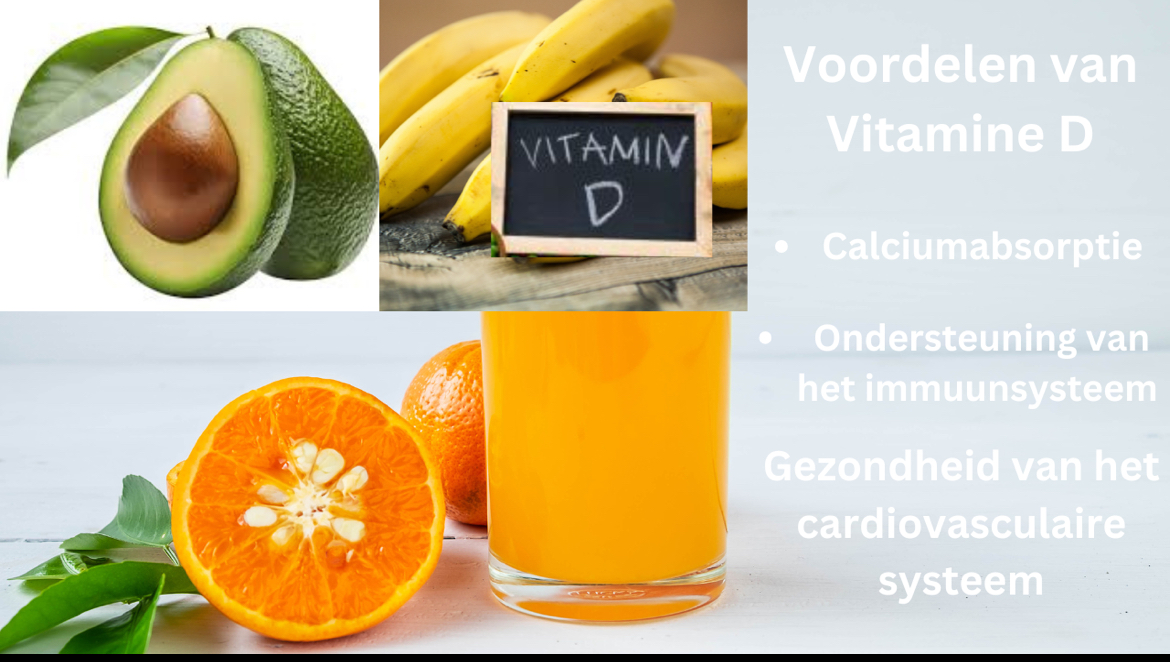 VITAMIN
D
Voordelen van
Vitamine D
• Calciumabsorptie
• Ondersteuning van
het immuunsysteem
Gezondheid van het
cardiovasculaire
systeem